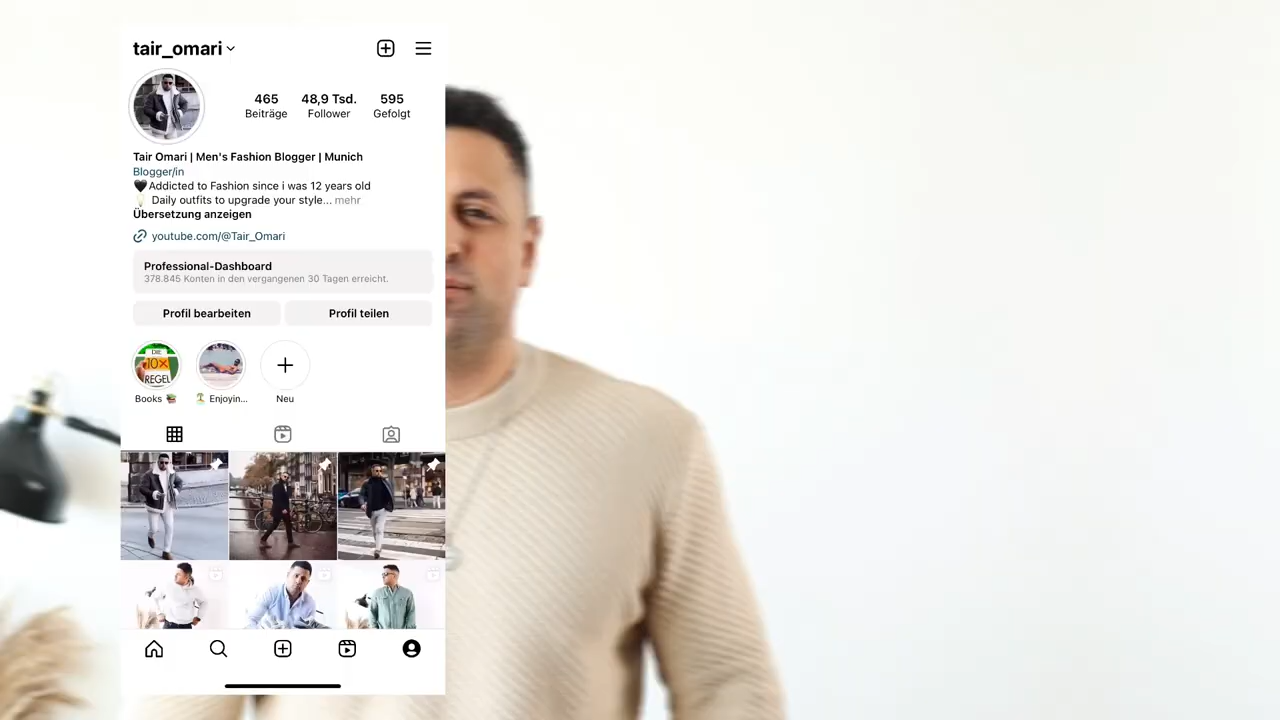 tair_omari
465 48,9 Tsd. 595
Beiträge Follower Gefolgt
Tair Omari | Men's Fashion Blogger | Munich
Blogger/in
🖤Addicted to Fashion since i was 12 years old
💡 Daily outfits to upgrade your style... mehr
Übersetzung anzeigen
youtube.com/@Tair_Omari
Professional-Dashboard
378.845 Konten in den vergangenen 30 Tagen erreicht.
Profil bearbeiten Profil teilen
DIE
10X
REGEL
Books 📚 🏝️ Enjoyin... Neu